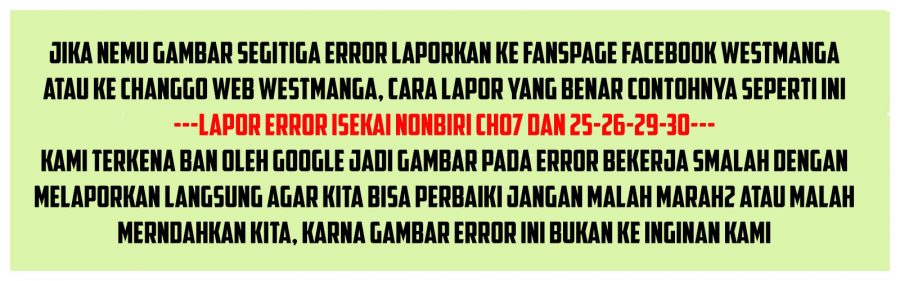 JIKA NEMU GAMBAR SEGITIGA ERROR LAPORKAN KE FANSPAGE FACEBOOK WESTMANGA
ATAU KE CHANGGO WEB WESTMANGA, CARA LAPOR YANG BENAR CONTOHNYA SEPERTI INI
---LAPOR ERROR ISEKAI NONBIRI CH07 DAN 25-26-29-30---
KAMI TERKENA BAN OLEH GOOGLE JADI GAMBAR PADA ERROR BEKERJA SMALAH DENGAN
MELAPORKAN LANGSUNG AGAR KITA BISA PERBAIKI JANGAN MALAH MARAH2 ATAU MALAH
MERNDAHKAN KITA, KARNA GAMBAR ERROR INI BUKAN KE INGINAN KAMI